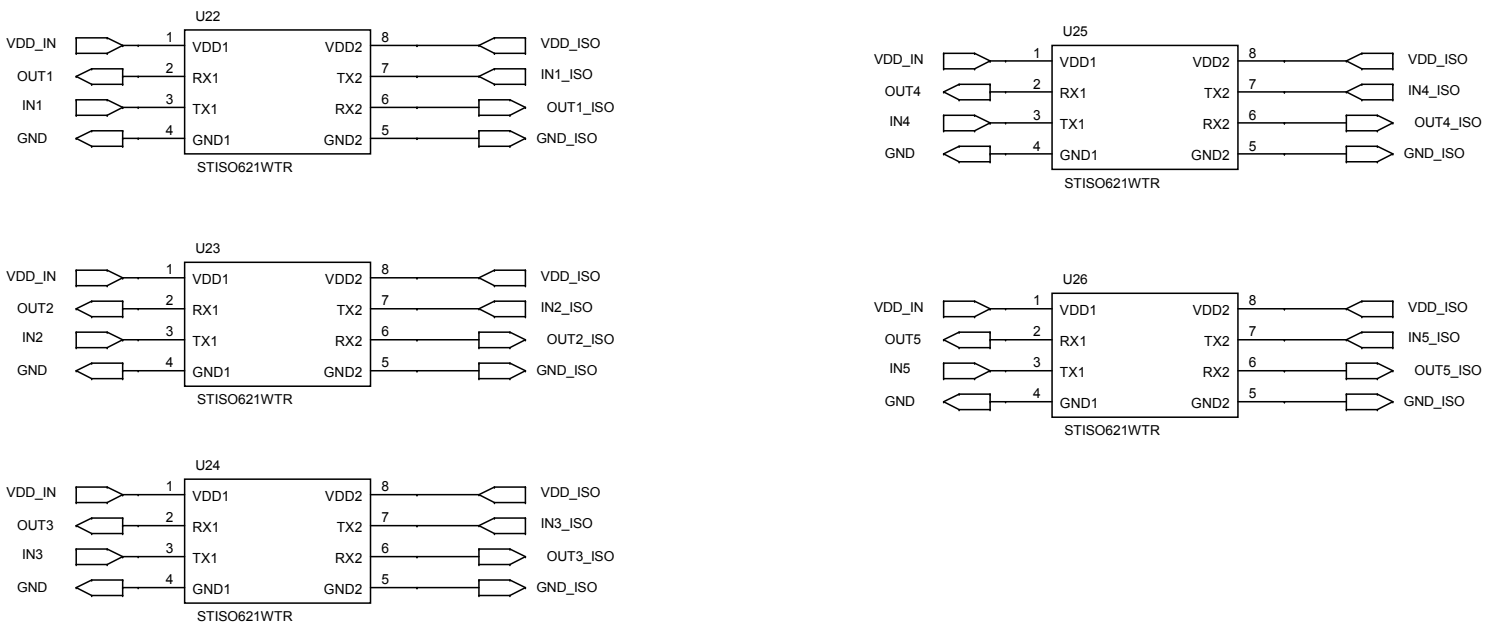 U22
VDD_IN 1 VDD1 VDD2 8 VDD_ISO
OUT1 2 RX1 TX2 7 IN1_ISO
IN1 3 TX1 RX2 6 OUT1_ISO
GND 4 GND1 GND2 5 GND_ISO
STISO621WTR
U23
VDD_IN 1 VDD1 VDD2 8 VDD_ISO
OUT2 2 RX1 TX2 7 IN2_ISO
IN2 3 TX1 RX2 6 OUT2_ISO
GND 4 GND1 GND2 5 GND_ISO
STISO621WTR
U24
VDD_IN 1 VDD1 VDD2 8 VDD_ISO
OUT3 2 RX1 TX2 7 IN3_ISO
IN3 3 TX1 RX2 6 OUT3_ISO
GND 4 GND1 GND2 5 GND_ISO
STISO621WTR
U25
VDD_IN 1 VDD1 VDD2 8 VDD_ISO
OUT4 2 RX1 TX2 7 IN4_ISO
IN4 3 TX1 RX2 6 OUT4_ISO
GND 4 GND1 GND2 5 GND_ISO
STISO621WTR
U26
VDD_IN 1 VDD1 VDD2 8 VDD_ISO
OUT5 2 RX1 TX2 7 IN5_ISO
IN5 3 TX1 RX2 6 OUT5_ISO
GND 4 GND1 GND2 5 GND_ISO
STISO621WTR